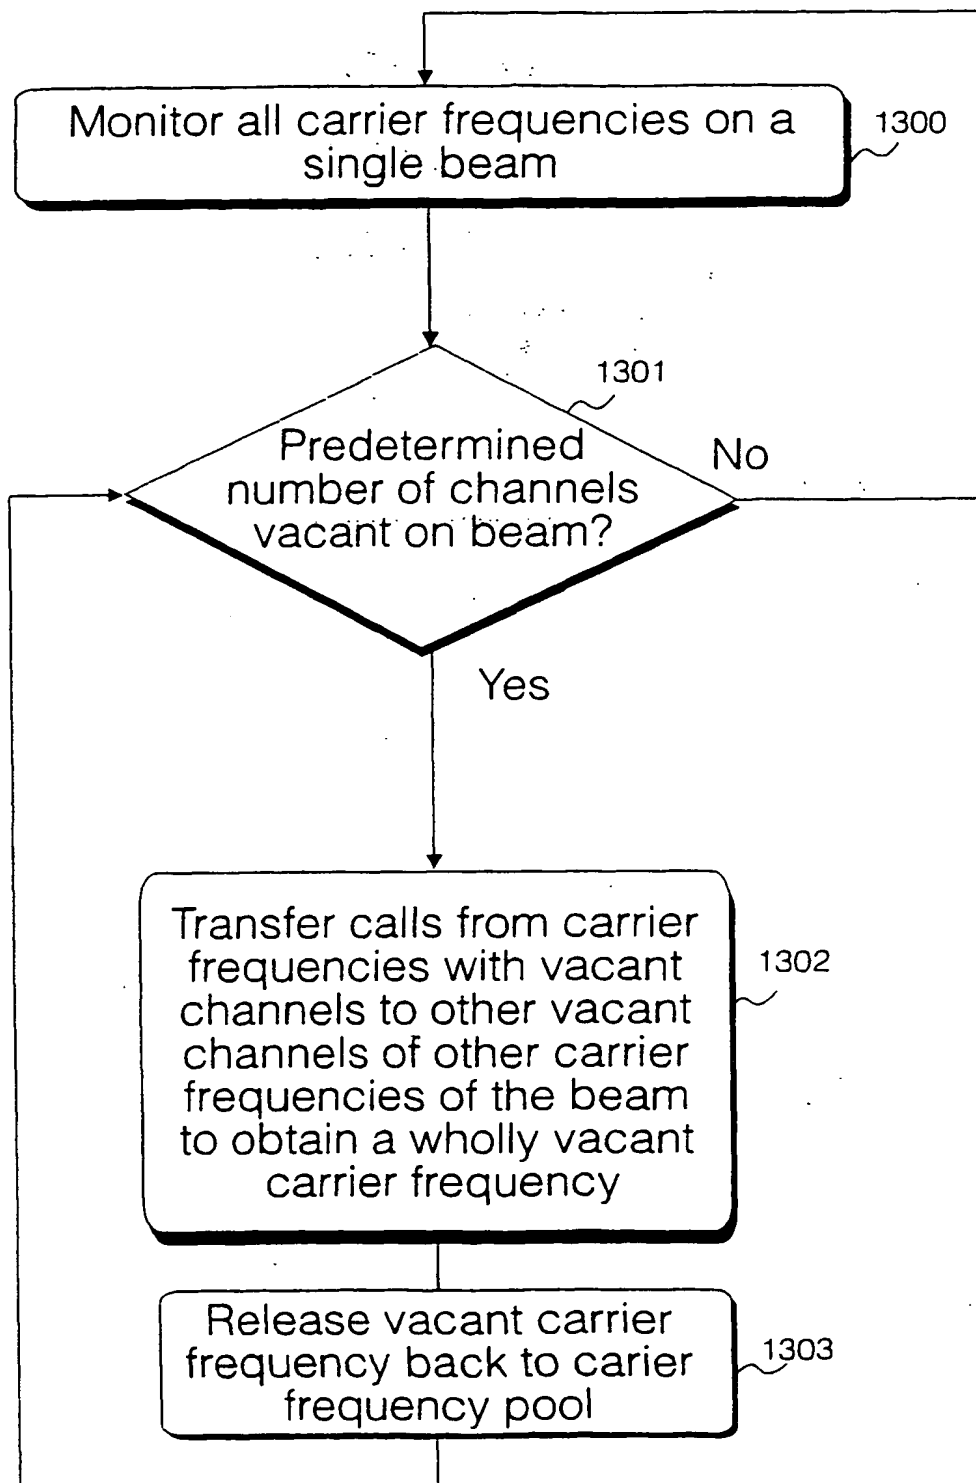 Monitor all carrier frequencies on a
single beam
1300
1301
Predetermined
number of channels
vacant on beam?
No
Yes
Transfer calls from carrier
frequencies with vacant
channels to other vacant
channels of other carrier
frequencies of the beam
to obtain a wholly vacant
carrier frequency
1302
Release vacant carrier
frequency back to carier
frequency pool
1303